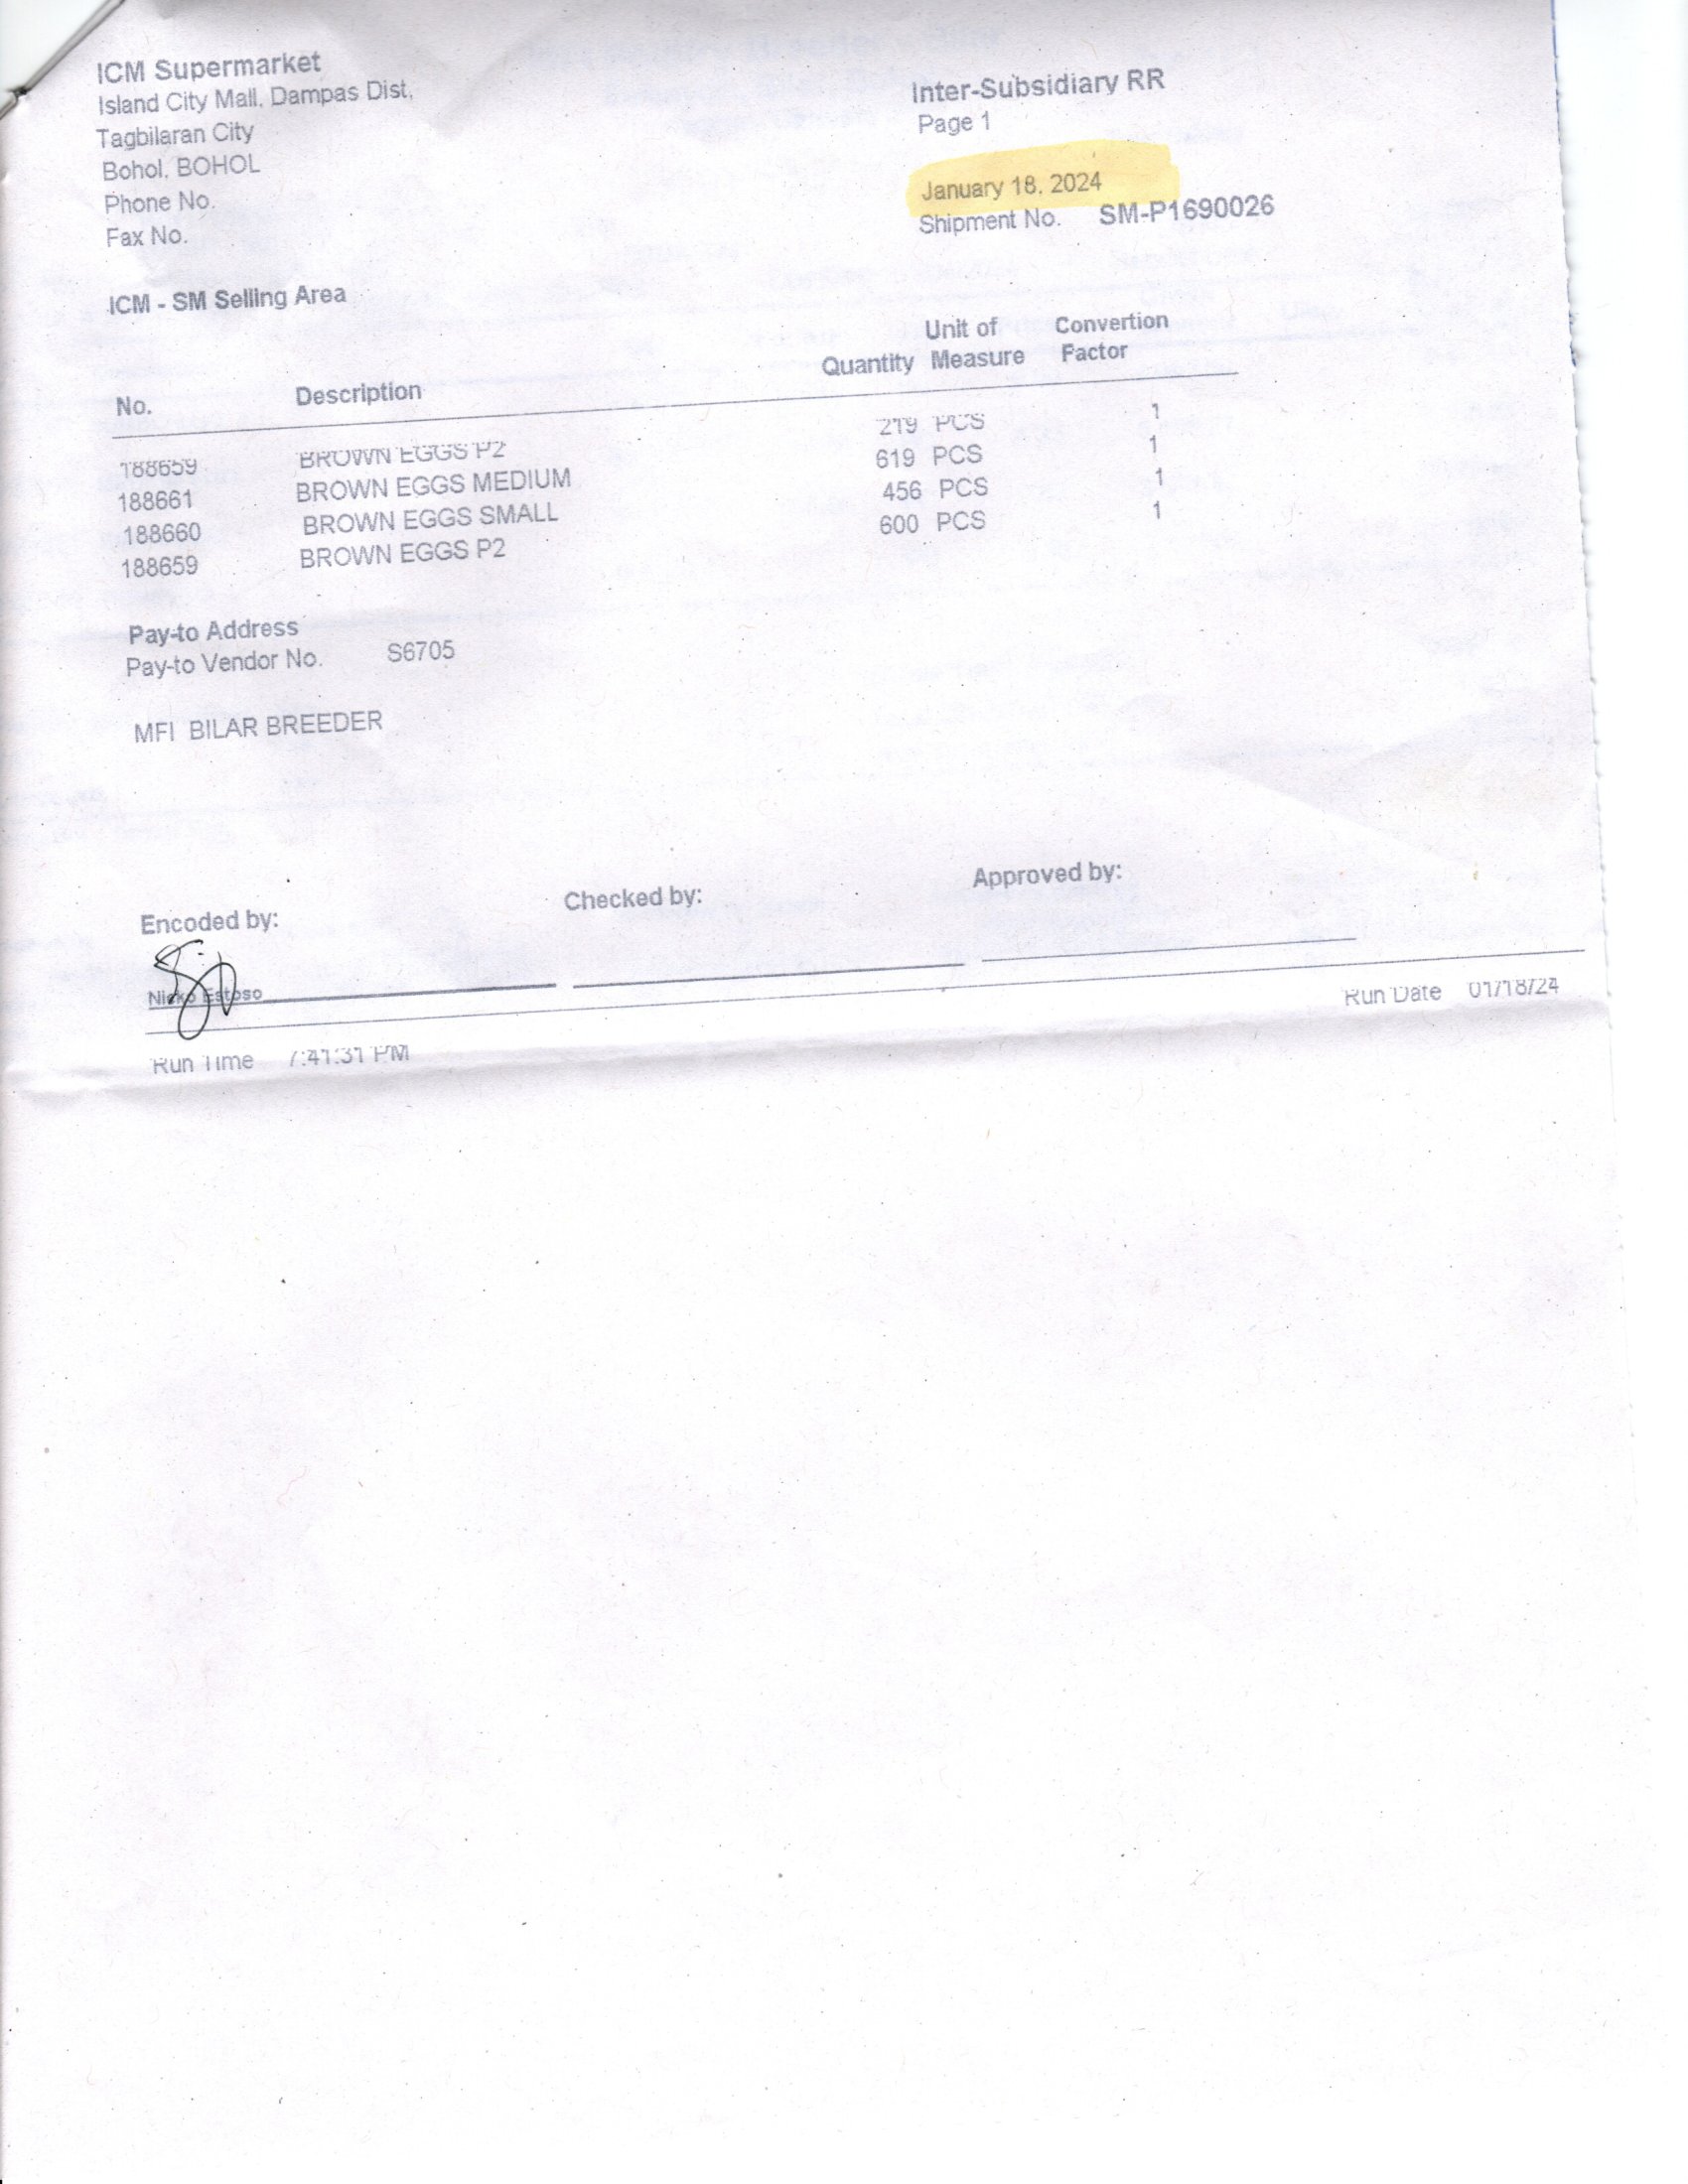 ICM Supermarket
Island City Mall, Dampas Dist.
Tagbilaran City
Bohol, BOHOL
Phone No.
Fax No.
Inter-Subsidiary RR
Page 1
January 18, 2024
Shipment No. SM-P1690026
ICM - SM Selling Area
No. Description Quantity Unit of Measure Convertion Factor
188659 BROWN EGGS P2 219 PCS 1
188661 BROWN EGGS MEDIUM 619 PCS 1
188660 BROWN EGGS SMALL 456 PCS 1
188659 BROWN EGGS P2 600 PCS 1
Pay-to Address
Pay-to Vendor No. S6705
MFI BILAR BREEDER
Encoded by: Checked by: Approved by:
Nicko Estoso
Run Date 01/18/24
Run Time 7:41:31 PM